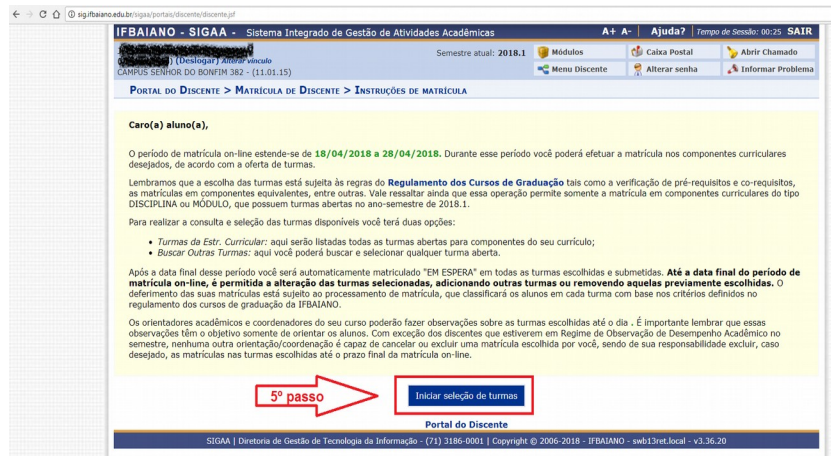 sig.ifbaiano.edu.br/sigaa/portais/discente/discente.jsf
IFBAIANO - SIGAA - Sistema Integrado de Gestão de Atividades Acadêmicas A+ A- Ajuda? Tempo de Sessão: 00:25 SAIR
Semestre atual: 2018.1 Módulos Caixa Postal Abrir Chamado
(Deslogar) Alterar vínculo
CAMPUS SENHOR DO BONFIM 382 - (11.01.15) Menu Discente Alterar senha Informar Problema
PORTAL DO DISCENTE > MATRÍCULA DE DISCENTE > INSTRUÇÕES DE MATRÍCULA
Caro(a) aluno(a),
O período de matrícula on-line estende-se de 18/04/2018 a 28/04/2018. Durante esse período você poderá efetuar a matrícula nos componentes curriculares
desejados, de acordo com a oferta de turmas.
Lembramos que a escolha das turmas está sujeita às regras do Regulamento dos Cursos de Graduação tais como a verificação de pré-requisitos e co-requisitos,
as matrículas em componentes equivalentes, entre outras. Vale ressaltar ainda que essa operação permite somente a matrícula em componentes curriculares do tipo
DISCIPLINA ou MÓDULO, que possuem turmas abertas no ano-semestre de 2018.1.
Para realizar a consulta e seleção das turmas disponíveis você terá duas opções:
• Turmas da Estr. Curricular: aqui serão listadas todas as turmas abertas para componentes do seu currículo;
• Buscar Outras Turmas: aqui você poderá buscar e selecionar qualquer turma aberta.
Após a data final desse período você será automaticamente matriculado "EM ESPERA" em todas as turmas escolhidas e submetidas. Até a data final do período de
matrícula on-line, é permitida a alteração das turmas selecionadas, adicionando outras turmas ou removendo aquelas previamente escolhidas. O
deferimento das suas matrículas está sujeito ao processamento de matrícula, que classificará os alunos em cada turma com base nos critérios definidos no
regulamento dos cursos de graduação da IFBAIANO.
Os orientadores acadêmicos e coordenadores do seu curso poderão fazer observações sobre as turmas escolhidas até o dia . É importante lembrar que essas
observações têm o objetivo somente de orientar os alunos. Com exceção dos discentes que estiverem em Regime de Observação de Desempenho Acadêmico no
semestre, nenhuma outra orientação/coordenação é capaz de cancelar ou excluir uma matrícula escolhida por você, sendo de sua responsabilidade excluir, caso
desejado, as matrículas nas turmas escolhidas até o prazo final da matrícula on-line.
5º passo Iniciar seleção de turmas
Portal do Discente
SIGAA | Diretoria de Gestão de Tecnologia da Informação - (71) 3186-0001 | Copyright © 2006-2018 - IFBAIANO - swb13ret.local - v3.36.20